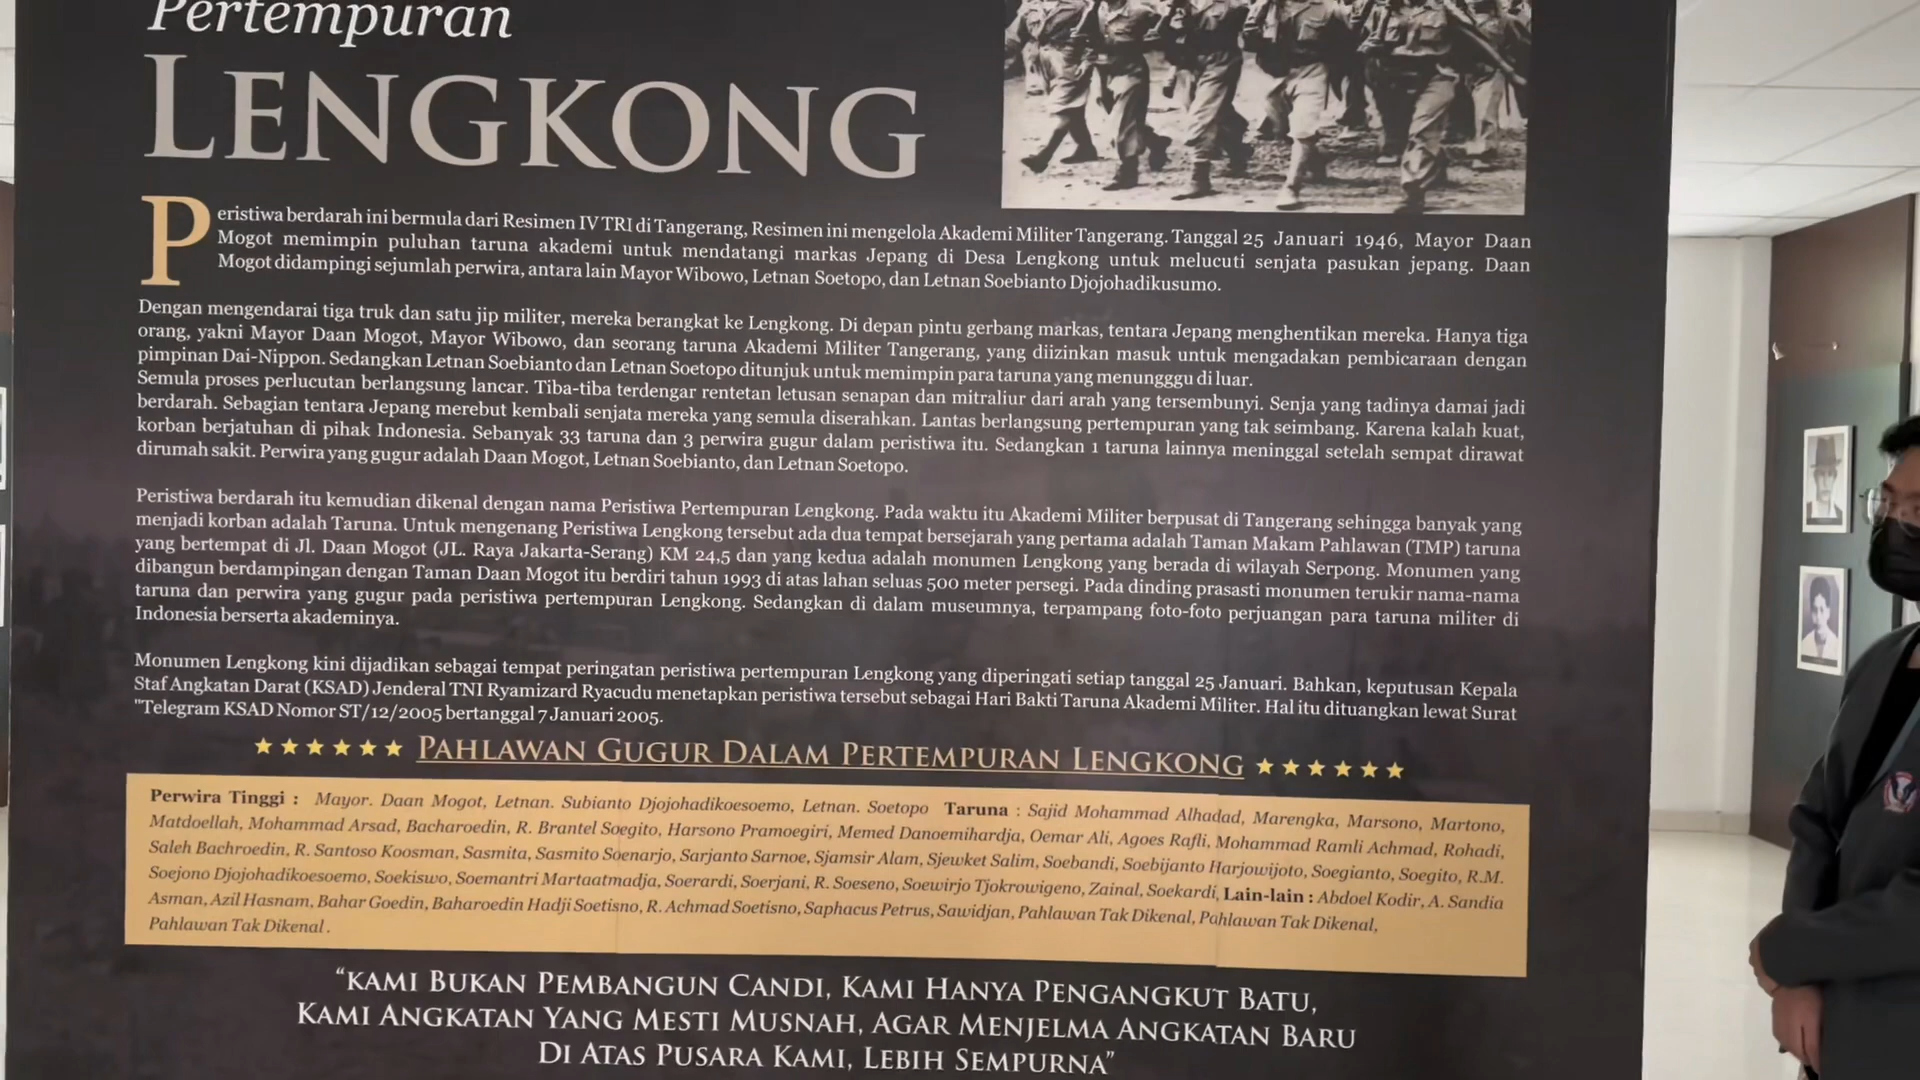 Pertempuran
LENGKONG
Peristiwa berdarah ini bermula dari Resimen IV TRI di Tangerang, Resimen ini mengelola Akademi Militer Tangerang. Tanggal 25 Januari 1946, Mayor Daan
Mogot memimpin puluhan taruna akademi untuk mendatangi markas Jepang di Desa Lengkong untuk melucuti senjata pasukan jepang. Daan
Mogot didampingi sejumlah perwira, antara lain Mayor Wibowo, Letnan Soetopo, dan Letnan Soebianto Djojohadikusumo.
Dengan mengendarai tiga truk dan satu jip militer, mereka berangkat ke Lengkong. Di depan pintu gerbang markas, tentara Jepang menghentikan mereka. Hanya tiga
orang, yakni Mayor Daan Mogot, Mayor Wibowo, dan seorang taruna Akademi Militer Tangerang, yang diizinkan masuk untuk mengadakan pembicaraan dengan
pimpinan Dai-Nippon. Sedangkan Letnan Soebianto dan Letnan Soetopo ditunjuk untuk memimpin para taruna yang menungggu di luar.
Semula proses perlucutan berlangsung lancar. Tiba-tiba terdengar rentetan letusan senapan dan mitraliur dari arah yang tersembunyi. Senja yang tadinya damai jadi
berdarah. Sebagian tentara Jepang merebut kembali senjata mereka yang semula diserahkan. Lantas berlangsung pertempuran yang tak seimbang. Karena kalah kuat,
korban berjatuhan di pihak Indonesia. Sebanyak 33 taruna dan 3 perwira gugur dalam peristiwa itu. Sedangkan 1 taruna lainnya meninggal setelah sempat dirawat
dirumah sakit. Perwira yang gugur adalah Daan Mogot, Letnan Soebianto, dan Letnan Soetopo.
Peristiwa berdarah itu kemudian dikenal dengan nama Peristiwa Pertempuran Lengkong. Pada waktu itu Akademi Militer berpusat di Tangerang sehingga banyak yang
menjadi korban adalah Taruna. Untuk mengenang Peristiwa Lengkong tersebut ada dua tempat bersejarah yang pertama adalah Taman Makam Pahlawan (TMP) taruna
yang bertempat di Jl. Daan Mogot (JL. Raya Jakarta-Serang) KM 24,5 dan yang kedua adalah monumen Lengkong yang berada di wilayah Serpong. Monumen yang
dibangun berdampingan dengan Taman Daan Mogot itu berdiri tahun 1993 di atas lahan seluas 500 meter persegi. Pada dinding prasasti monumen terukir nama-nama
taruna dan perwira yang gugur pada peristiwa pertempuran Lengkong. Sedangkan di dalam museumnya, terpampang foto-foto perjuangan para taruna militer di
Indonesia berserta akademinya.
Monumen Lengkong kini dijadikan sebagai tempat peringatan peristiwa pertempuran Lengkong yang diperingati setiap tanggal 25 Januari. Bahkan, keputusan Kepala
Staf Angkatan Darat (KSAD) Jenderal TNI Ryamizard Ryacudu menetapkan peristiwa tersebut sebagai Hari Bakti Taruna Akademi Militer. Hal itu dituangkan lewat Surat
"Telegram KSAD Nomor ST/12/2005 bertanggal 7 Januari 2005.
★★★★★★ PAHLAWAN GUGUR DALAM PERTEMPURAN LENGKONG ★★★★★★
Perwira Tinggi : Mayor. Daan Mogot, Letnan. Subianto Djojohadikoesoemo, Letnan. Soetopo Taruna : Sajid Mohammad Alhadad, Marengka, Marsono, Martono,
Matdoellah, Mohammad Arsad, Bacharoedin, R. Brantel Soegito, Harsono Pramoegiri, Memed Danoemihardja, Oemar Ali, Agoes Rafli, Mohammad Ramli Achmad, Rohadi,
Saleh Bachroedin, R. Santoso Koosman, Sasmita, Sasmito Soenarjo, Sarjanto Sarnoe, Sjamsir Alam, Sjewket Salim, Soebandi, Soebijanto Harjowijoto, Soegianto, Soegito, R.M.
Soejono Djojohadikoesoemo, Soekiswo, Soemantri Martaatmadja, Soerardi, Soerjani, R. Soeseno, Soewirjo Tjokrowigeno, Zainal, Soekardi, Lain-lain : Abdoel Kodir, A. Sandia
Asman, Azil Hasnam, Bahar Goedin, Baharoedin Hadji Soetisno, R. Achmad Soetisno, Saphacus Petrus, Sawidjan, Pahlawan Tak Dikenal, Pahlawan Tak Dikenal,
Pahlawan Tak Dikenal.
“KAMI BUKAN PEMBANGUN CANDI, KAMI HANYA PENGANGKUT BATU,
KAMI ANGKATAN YANG MESTI MUSNAH, AGAR MENJELMA ANGKATAN BARU
DI ATAS PUSARA KAMI, LEBIH SEMPURNA”